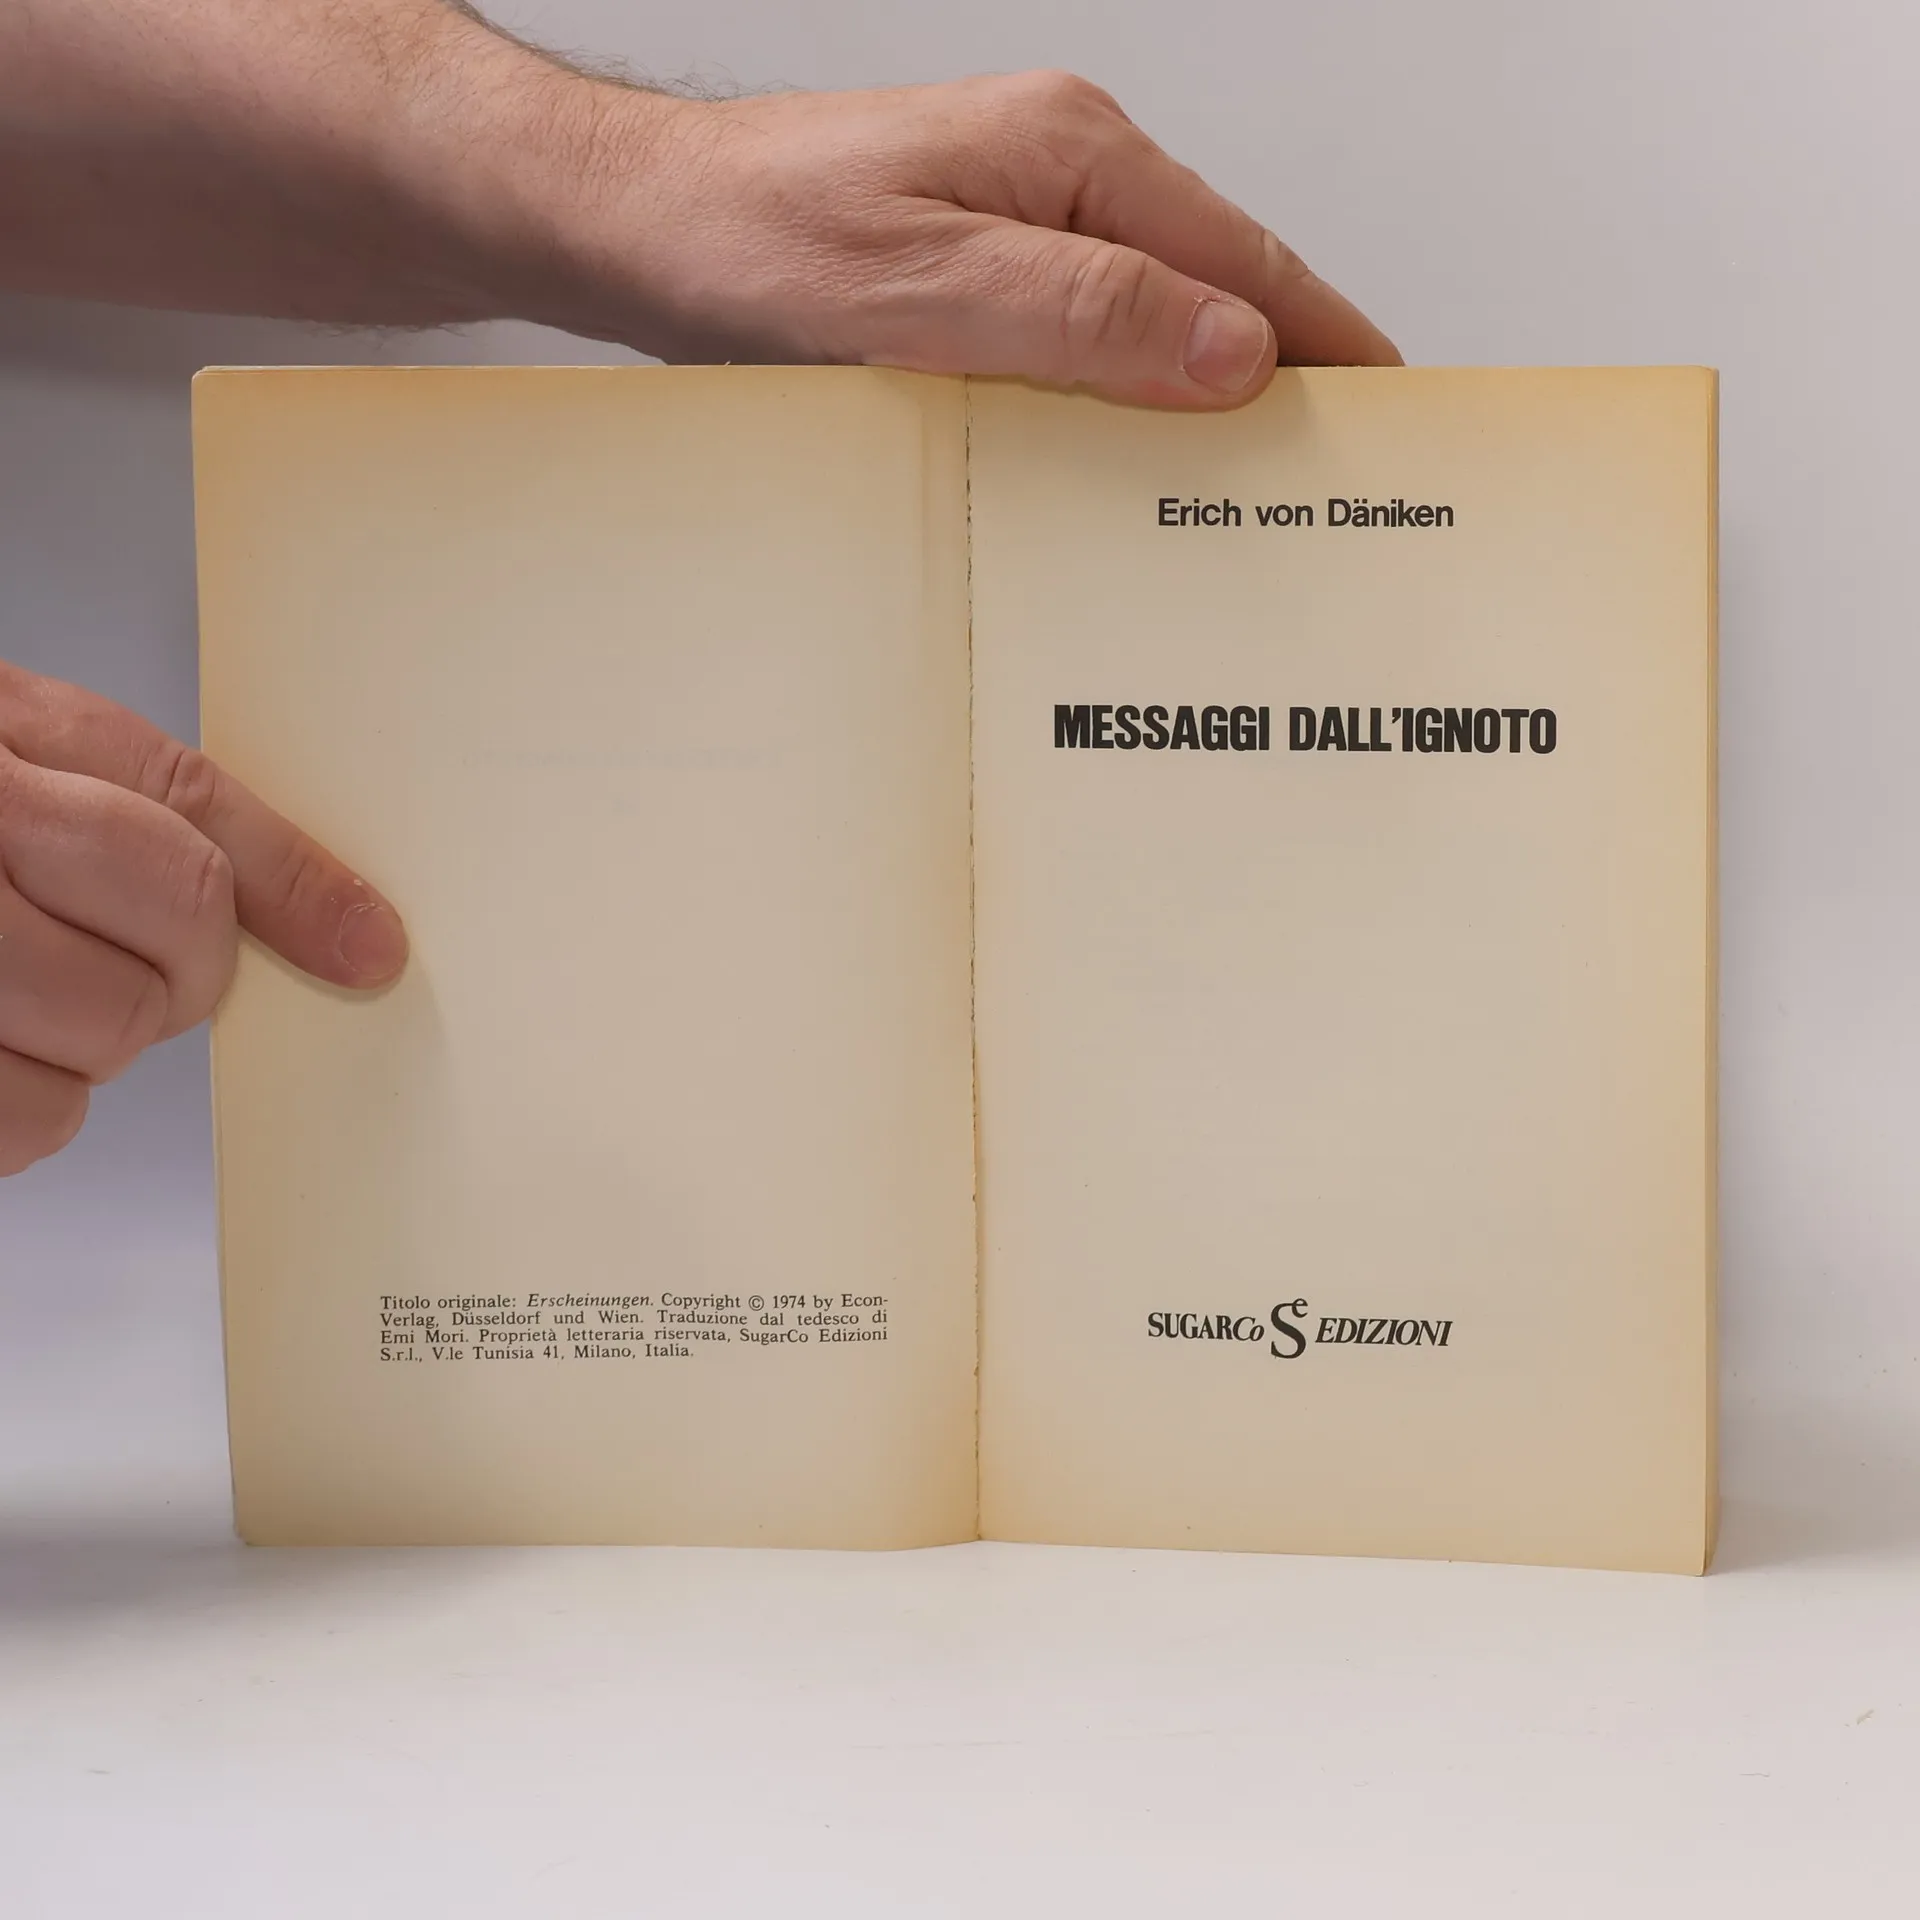 Titolo originale: Erscheinungen. Copyright © 1974 by Econ-
Verlag, Düsseldorf und Wien. Traduzione dal tedesco di
Emi Mori. Proprietà letteraria riservata, SugarCo Edizioni
S.r.l., V.le Tunisia 41, Milano, Italia.
Erich von Däniken
MESSAGGI DALL'IGNOTO
SUGARCo Se EDIZIONI